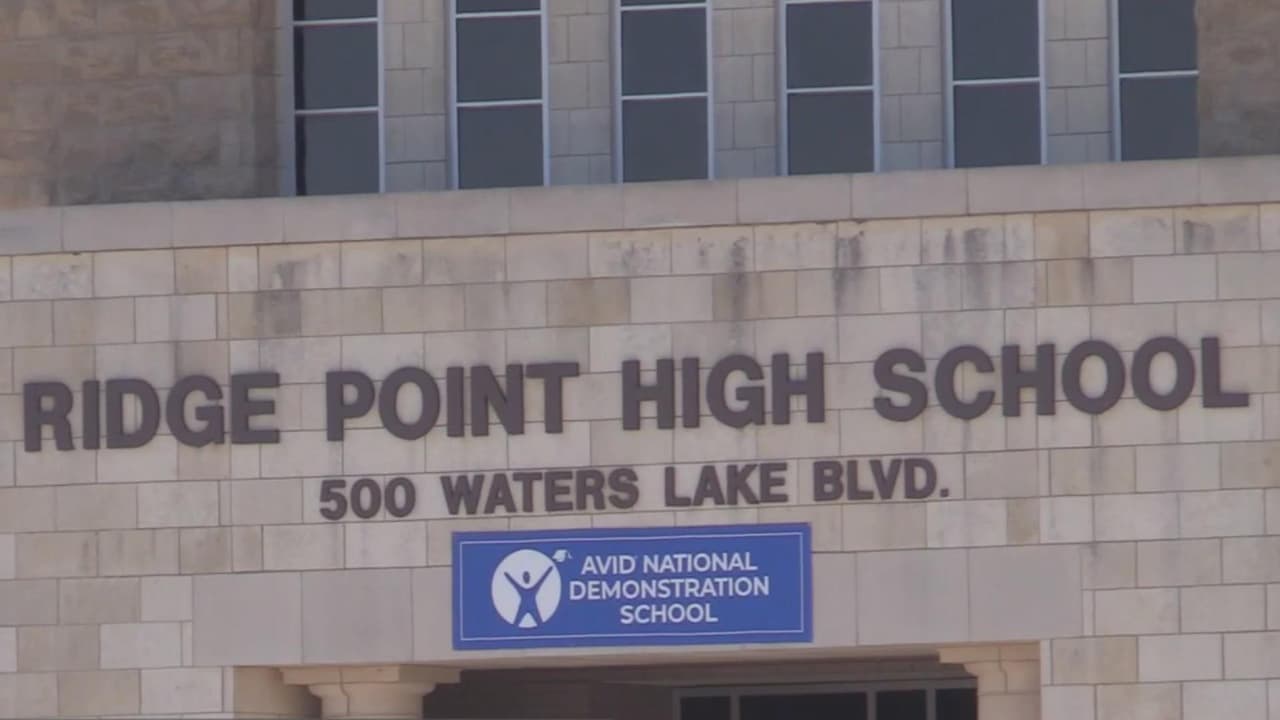 RIDGE POINT HIGH SCHOOL
500 WATERS LAKE BLVD.
AVID NATIONAL
DEMONSTRATION
SCHOOL